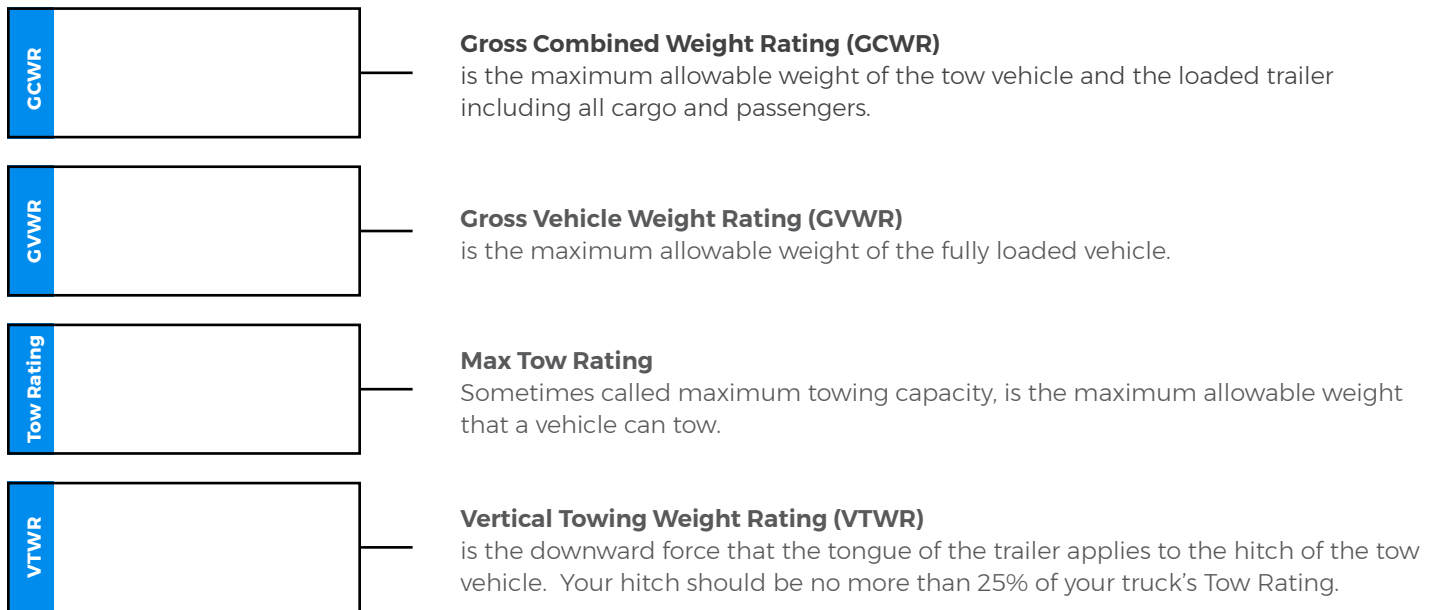 GCWR
Gross Combined Weight Rating (GCWR)
is the maximum allowable weight of the tow vehicle and the loaded trailer
including all cargo and passengers.
GVWR
Gross Vehicle Weight Rating (GVWR)
is the maximum allowable weight of the fully loaded vehicle.
Tow Rating
Max Tow Rating
Sometimes called maximum towing capacity, is the maximum allowable weight
that a vehicle can tow.
VTWR
Vertical Towing Weight Rating (VTWR)
is the downward force that the tongue of the trailer applies to the hitch of the tow
vehicle.  Your hitch should be no more than 25% of your truck's Tow Rating.